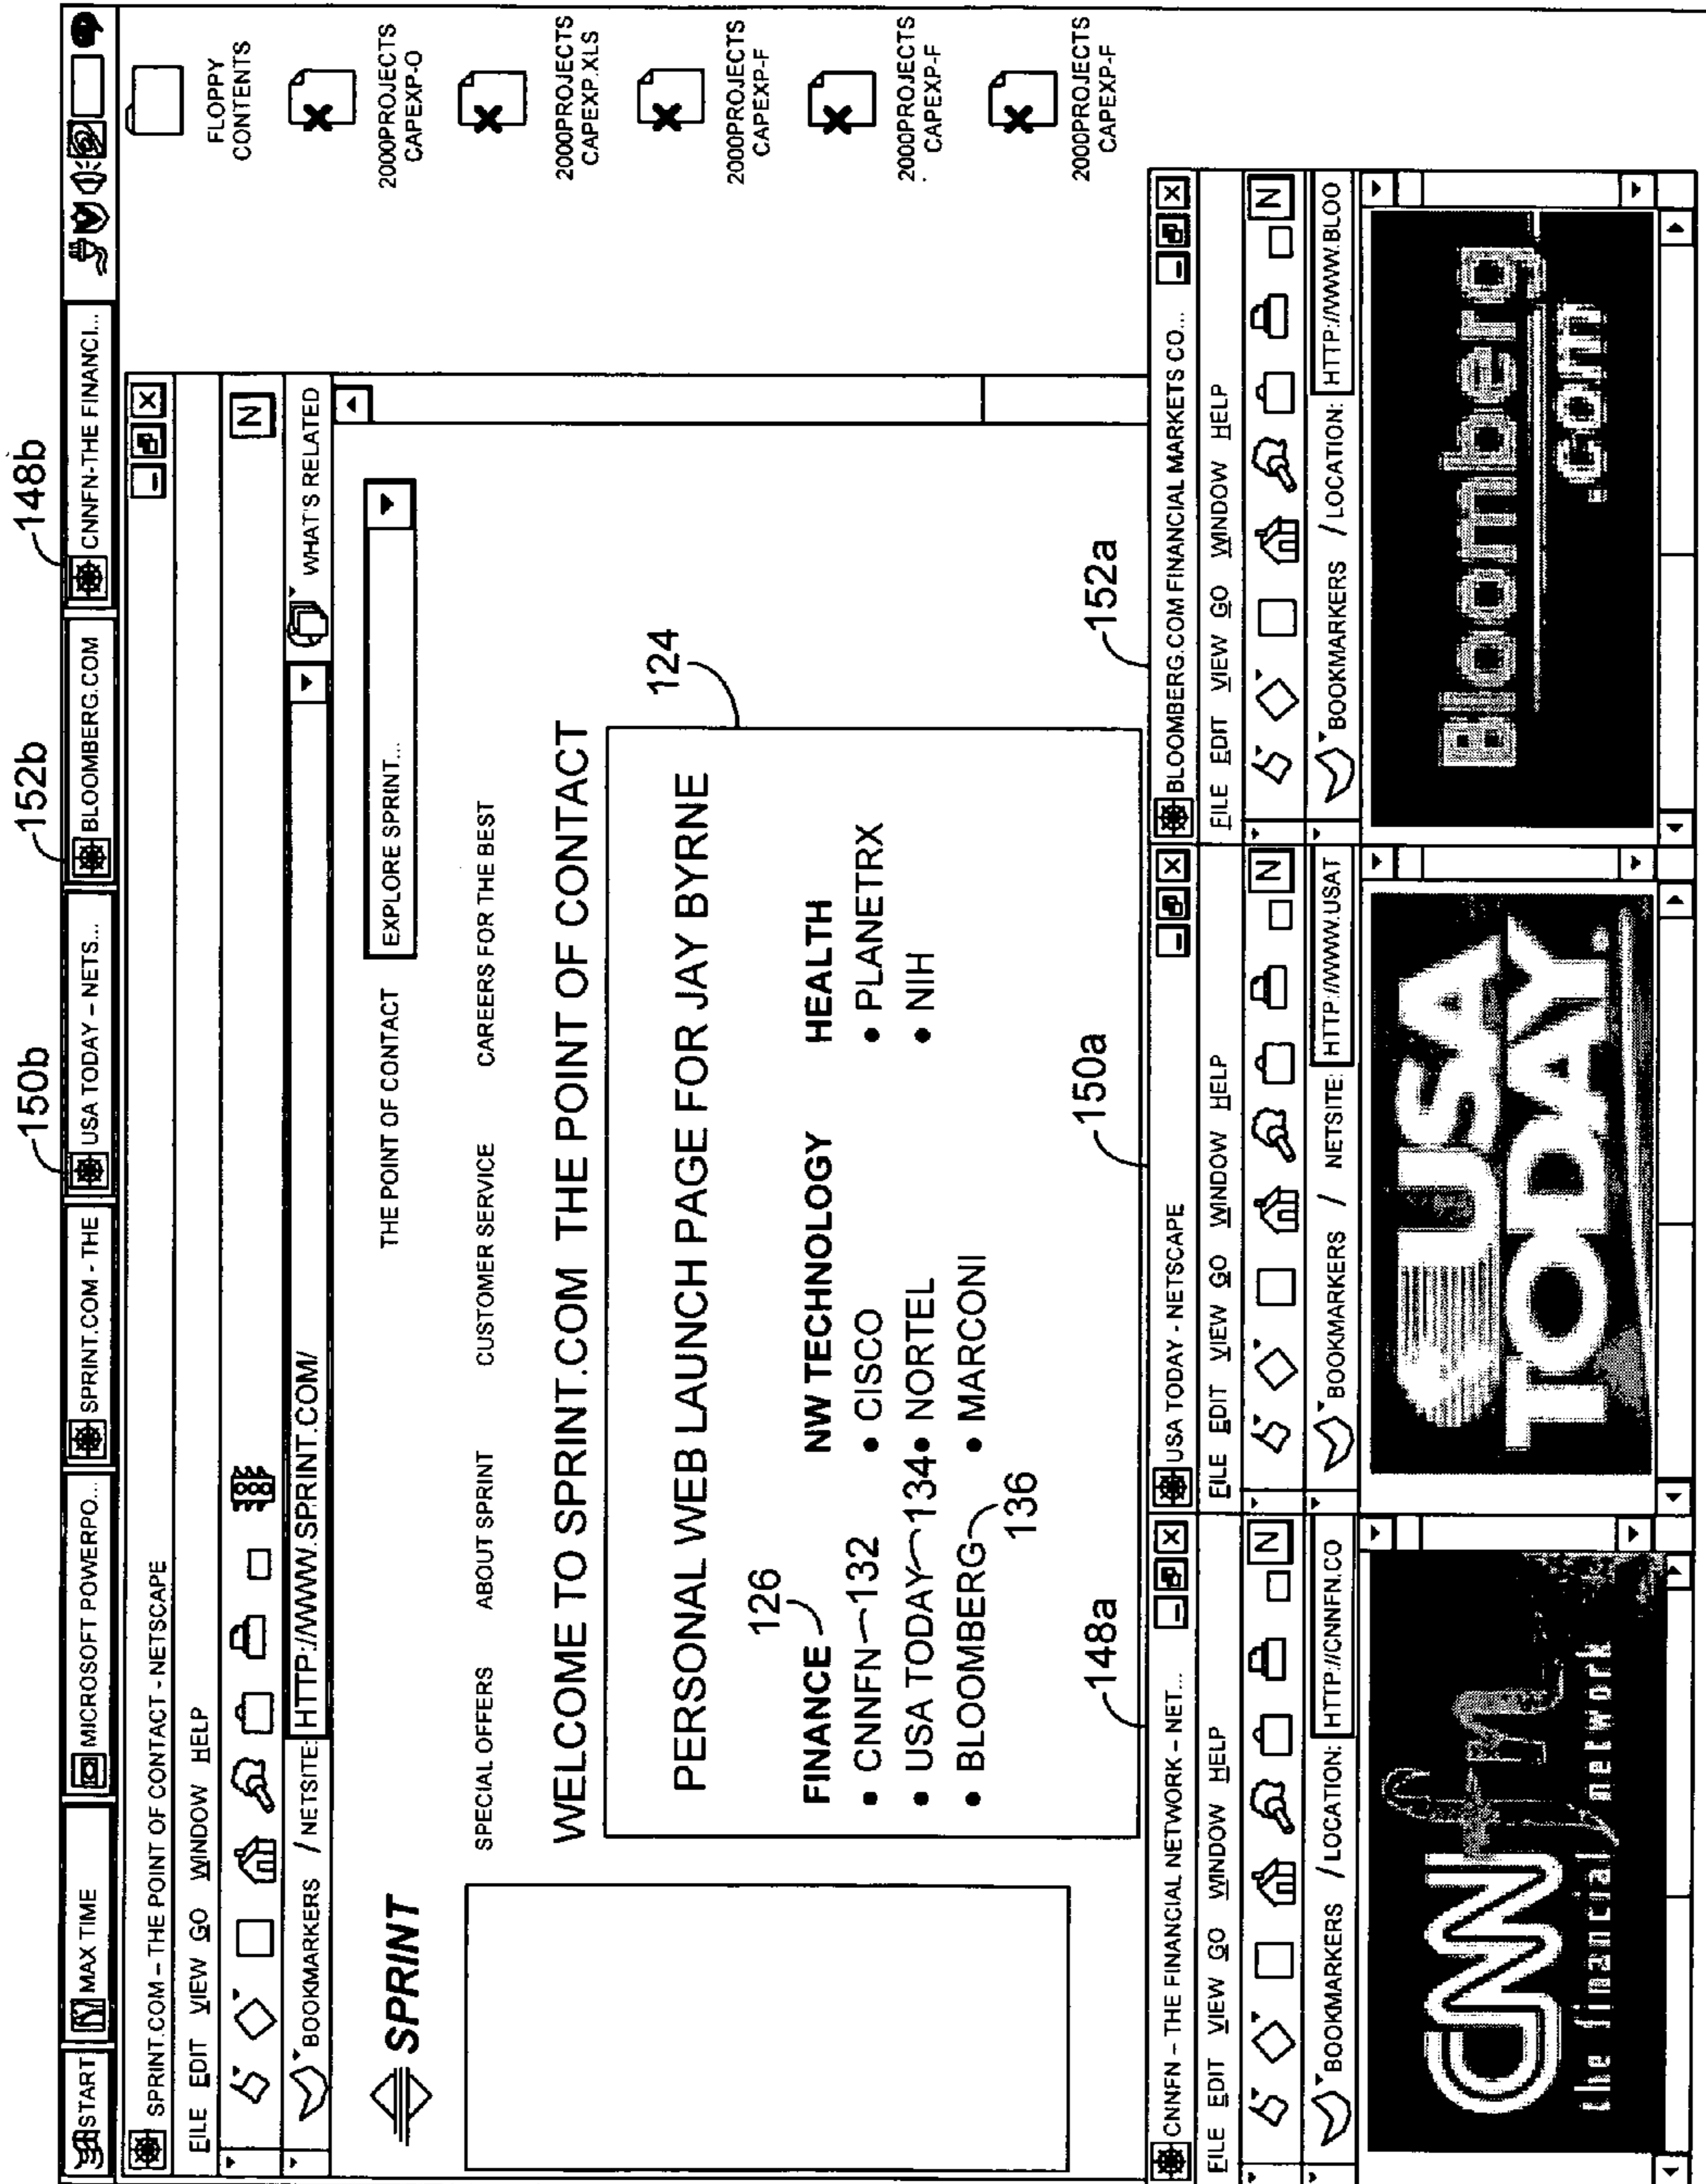 150b
152b
148b
START
MAX TIME
MICROSOFT POWERPO...
SPRINT.COM - THE
USA TODAY – NETS...
BLOOMBERG.COM
CNNFN-THE FINANCI...
SPRINT.COM – THE POINT OF CONTACT - NETSCAPE
FILE EDIT VIEW GO WINDOW HELP
N
BOOKMARKERS / NETSITE: HTTP://WWW.SPRINT.COM/
WHAT'S RELATED
SPRINT
THE POINT OF CONTACT
EXPLORE SPRINT...
SPECIAL OFFERS
ABOUT SPRINT
CUSTOMER SERVICE
CAREERS FOR THE BEST
WELCOME TO SPRINT.COM THE POINT OF CONTACT
124
PERSONAL WEB LAUNCH PAGE FOR JAY BYRNE
126
FINANCE
NW TECHNOLOGY
HEALTH
• CNNFN 132
• CISCO
• PLANETRX
• USA TODAY 134
• NORTEL
• NIH
• BLOOMBERG
• MARCONI
136
148a
150a
152a
FLOPPY
CONTENTS
2000PROJECTS
CAPEXP-O
2000PROJECTS
CAPEXP.XLS
2000PROJECTS
CAPEXP-F
2000PROJECTS
CAPEXP-F
2000PROJECTS
CAPEXP-F
CNNFN – THE FINANCIAL NETWORK – NET...
FILE EDIT VIEW GO WINDOW HELP
N
BOOKMARKERS / LOCATION: HTTP://CNNFN.CO
CNNfn
the financial network
USA TODAY - NETSCAPE
FILE EDIT VIEW GO WINDOW HELP
N
BOOKMARKERS / NETSITE: HTTP://WWW.USAT
USA
TODAY.
BLOOMBERG.COM FINANCIAL MARKETS CO...
FILE EDIT VIEW GO WINDOW HELP
N
BOOKMARKERS / LOCATION: HTTP://WWW.BLOO
Bloomberg
.com